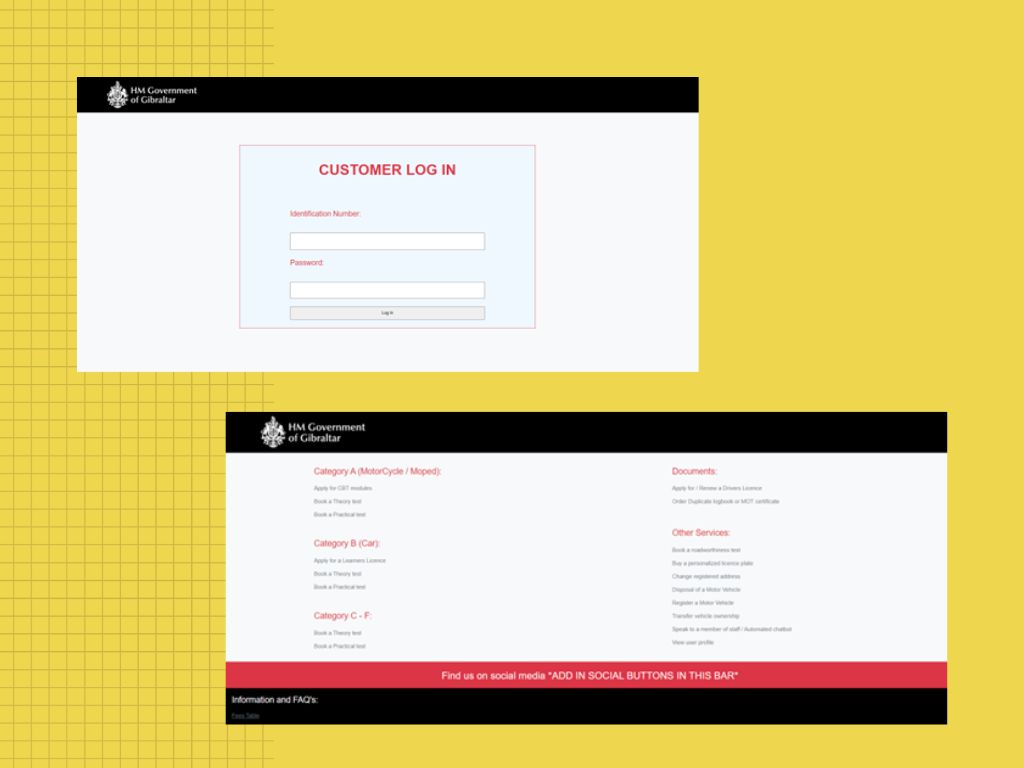 HM Government
of Gibraltar
CUSTOMER LOG IN
Identification Number:
Password:
Log in
HM Government
of Gibraltar
Category A (MotorCycle / Moped):
Apply for CBT modules
Book a Theory test
Book a Practical test
Category B (Car):
Apply for a Learners Licence
Book a Theory test
Book a Practical test
Category C - F:
Book a Theory test
Book a Practical test
Documents:
Apply for / Renew a Drivers Licence
Order Duplicate logbook or MOT certificate
Other Services:
Book a roadworthiness test
Buy a personalized licence plate
Change registered address
Disposal of a Motor Vehicle
Register a Motor Vehicle
Transfer vehicle ownership
Speak to a member of staff / Automated chatbot
View user profile
Find us on social media *ADD IN SOCIAL BUTTONS IN THIS BAR*
Information and FAQ's:
Fees Table